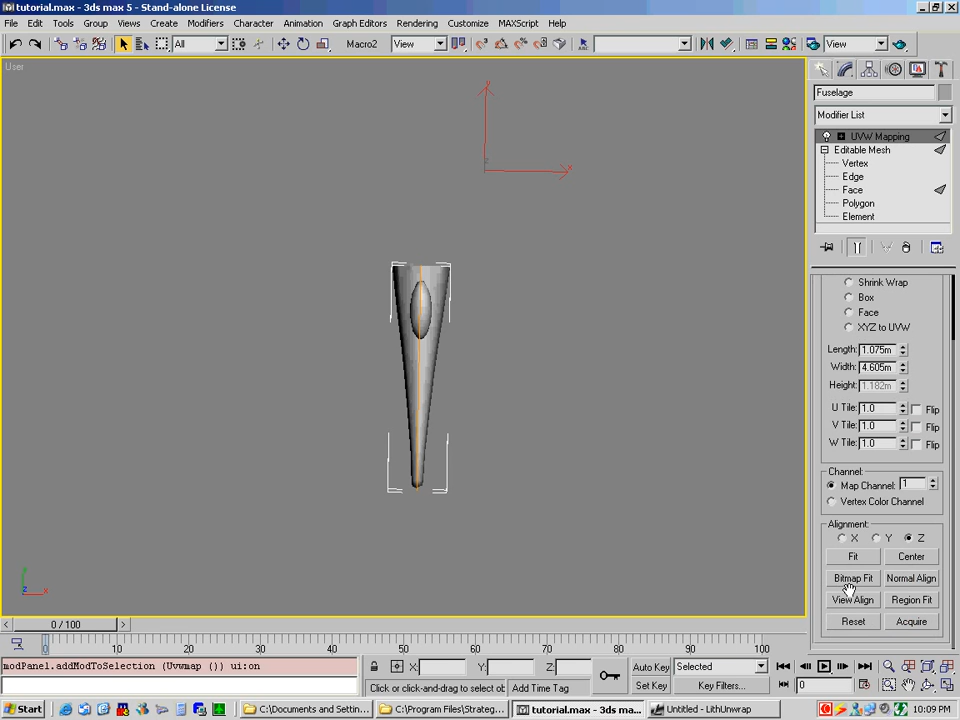 tutorial.max - 3ds max 5 - Stand-alone License
File Edit Tools Group Views Create Modifiers Character Animation Graph Editors Rendering Customize MAXScript Help
All Macro2 View View
User
x
z
Fuselage
Modifier List
UVW Mapping
Editable Mesh
Vertex
Edge
Face
Polygon
Element
Shrink Wrap
Box
Face
XYZ to UVW
Length: 1.075m
Width: 4.605m
Height: 1.182m
U Tile: 1.0 Flip
V Tile: 1.0 Flip
W Tile: 1.0 Flip
Channel:
Map Channel: 1
Vertex Color Channel
Alignment:
X Y Z
Fit Center
Bitmap Fit Normal Align
View Align Region Fit
Reset Acquire
z x
0 / 100
0 10 20 30 40 50 60 70 80 90 100
modPanel.addModToSelection (Uvwmap ()) ui:on
X: Y: Z: Auto Key Selected
Click or click-and-drag to select ob Add Time Tag Set Key Key Filters... 0
Start C:\Documents and Settin... C:\Program Files\Strateg... tutorial.max - 3ds ma... Untitled - LithUnwrap 10:09 PM